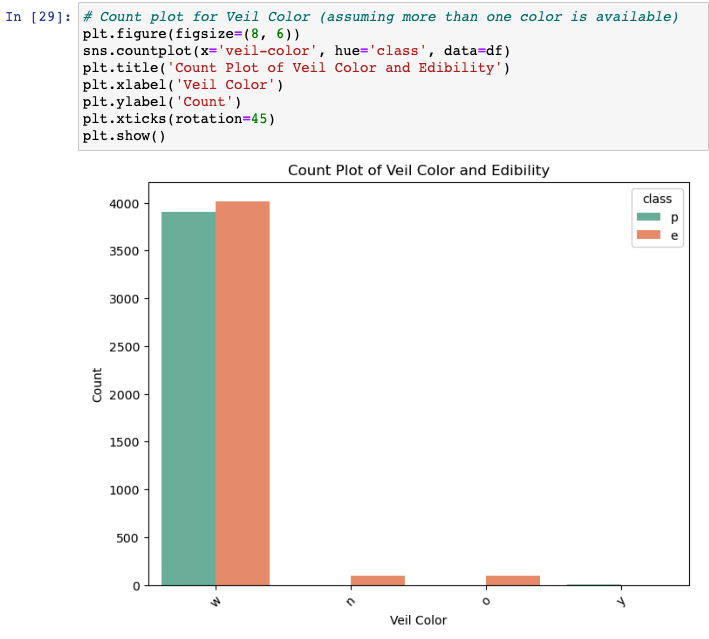 In [29]: # Count plot for Veil Color (assuming more than one color is available)
plt.figure(figsize=(8, 6))
sns.countplot(x='veil-color', hue='class', data=df)
plt.title('Count Plot of Veil Color and Edibility')
plt.xlabel('Veil Color')
plt.ylabel('Count')
plt.xticks(rotation=45)
plt.show()
Count Plot of Veil Color and Edibility
class
p
e
4000
3500
3000
2500
2000
1500
1000
500
0
Count
w
n
o
y
Veil Color